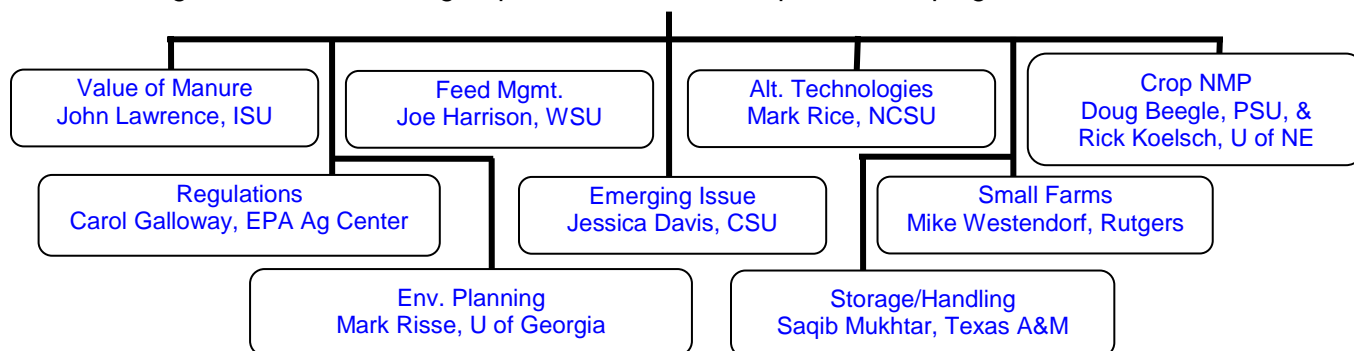 Value of Manure
John Lawrence, ISU
Feed Mgmt.
Joe Harrison, WSU
Alt. Technologies
Mark Rice, NCSU
Crop NMP
Doug Beegle, PSU, &
Rick Koelsch, U of NE
Regulations
Carol Galloway, EPA Ag Center
Emerging Issue
Jessica Davis, CSU
Small Farms
Mike Westendorf, Rutgers
Env. Planning
Mark Risse, U of Georgia
Storage/Handling
Saqib Mukhtar, Texas A&M